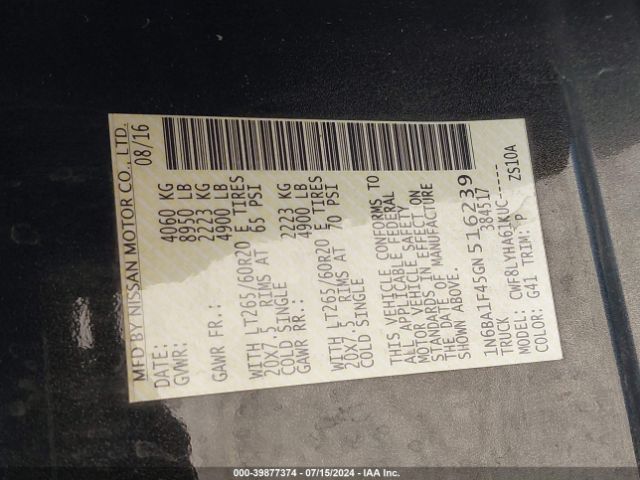 MFD BY NISSAN MOTOR CO., LTD.
DATE: 08/16
GVWR: 4060 KG
8950 LB
GAWR FR.: 2223 KG
4900 LB
WITH LT265/60R20 E TIRES
20X7.5 RIMS AT 65 PSI
COLD SINGLE
GAWR RR.: 2223 KG
4900 LB
WITH LT265/60R20 E TIRES
20X7.5 RIMS AT 70 PSI
COLD SINGLE
THIS VEHICLE CONFORMS TO
ALL APPLICABLE FEDERAL
MOTOR VEHICLE SAFETY
STANDARDS IN EFFECT ON
THE DATE OF MANUFACTURE
SHOWN ABOVE.
1N6BA1F45GN516239
TRUCK 384517
MODEL: CWF8LYHA61KUC-----
COLOR: G41 TRIM: P ZS10A
000-39877374 - 07/15/2024 - IAA Inc.